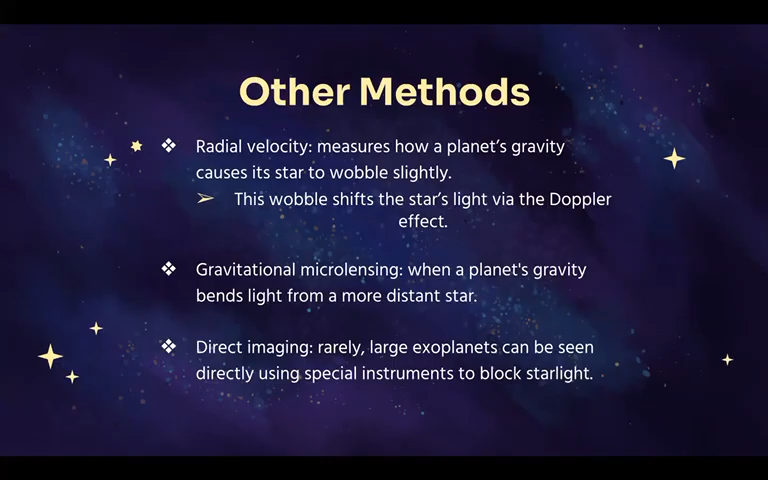 Other Methods
❖ Radial velocity: measures how a planet’s gravity
causes its star to wobble slightly.
➢ This wobble shifts the star’s light via the Doppler
effect.
❖ Gravitational microlensing: when a planet's gravity
bends light from a more distant star.
❖ Direct imaging: rarely, large exoplanets can be seen
directly using special instruments to block starlight.